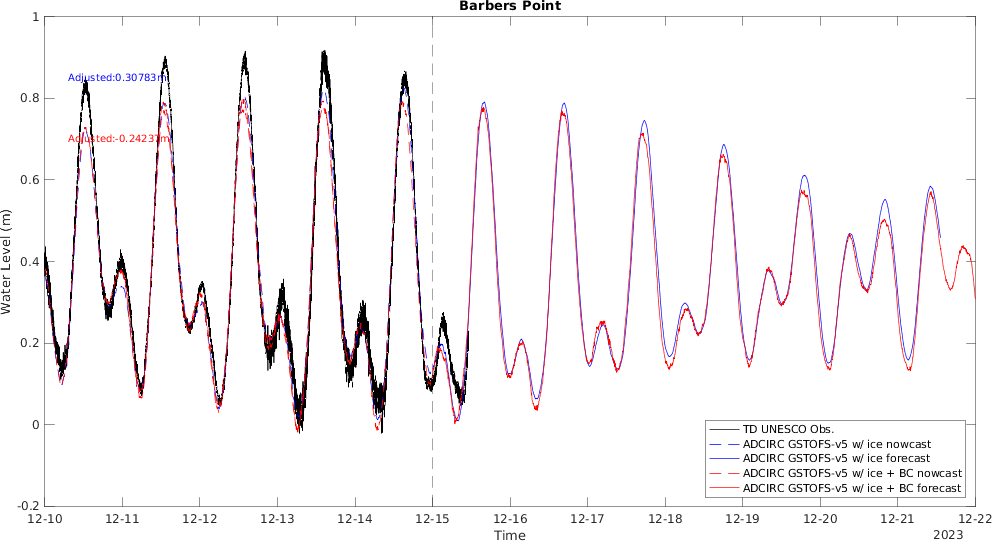 Barbers Point
1
0.8
0.6
0.4
0.2
0
-0.2
Water Level (m)
Adjusted:0.30783m
Adjusted:-0.24231m
TD UNESCO Obs.
ADCIRC GSTOFS-v5 w/ ice nowcast
ADCIRC GSTOFS-v5 w/ ice forecast
ADCIRC GSTOFS-v5 w/ ice + BC nowcast
ADCIRC GSTOFS-v5 w/ ice + BC forecast
12-10 12-11 12-12 12-13 12-14 12-15 12-16 12-17 12-18 12-19 12-20 12-21 12-22
Time
2023